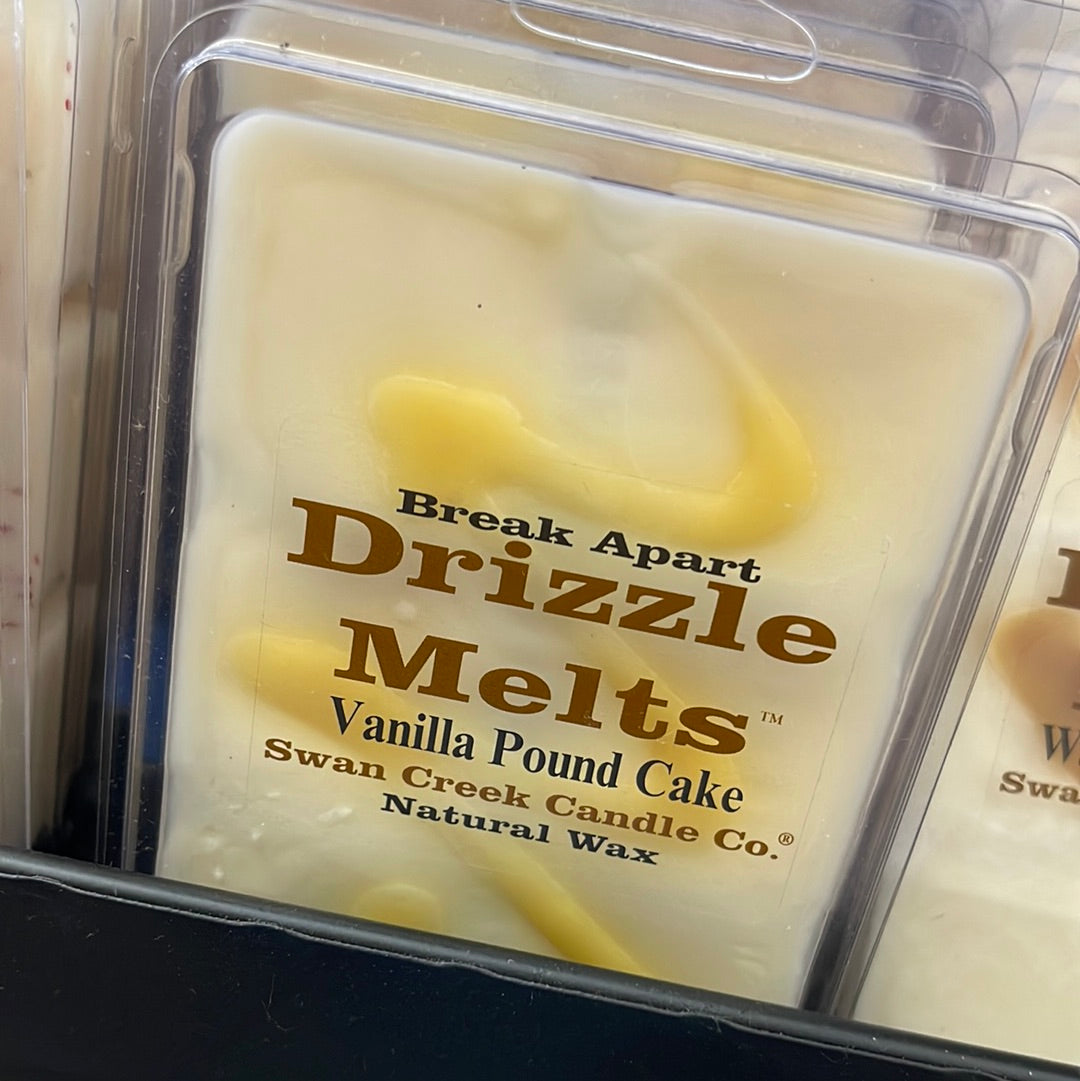 Break Apart
Drizzle
Melts™
Vanilla Pound Cake
Swan Creek Candle Co.®
Natural Wax